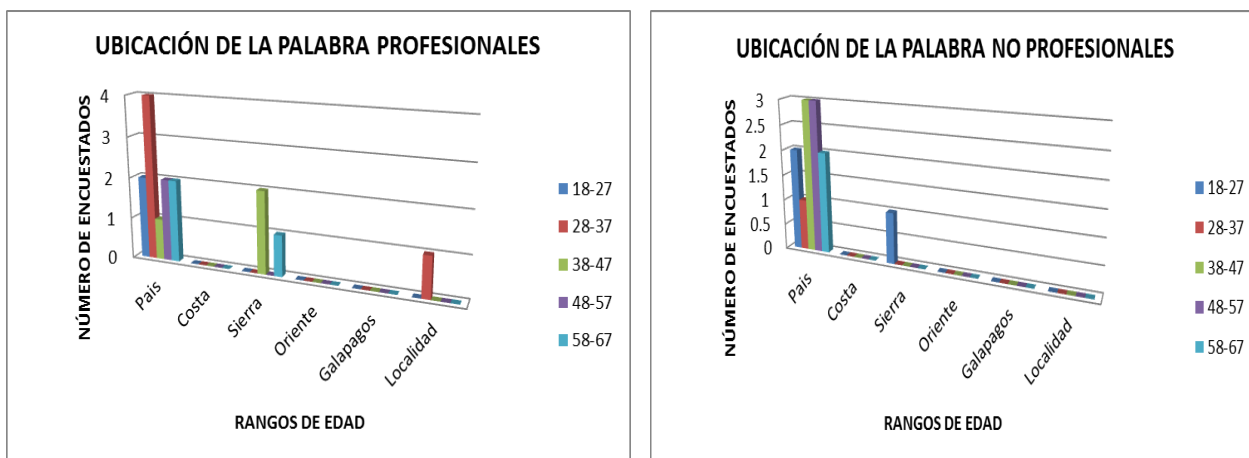 UBICACIÓN DE LA PALABRA PROFESIONALES
NÚMERO DE ENCUESTADOS
4
3
2
1
0
Pais
Costa
Sierra
Oriente
Galapagos
Localidad
RANGOS DE EDAD
18-27
28-37
38-47
48-57
58-67
UBICACIÓN DE LA PALABRA NO PROFESIONALES
NÚMERO DE ENCUESTADOS
3
2.5
2
1.5
1
0.5
0
Pais
Costa
Sierra
Oriente
Galapagos
Localidad
RANGOS DE EDAD
18-27
28-37
38-47
48-57
58-67